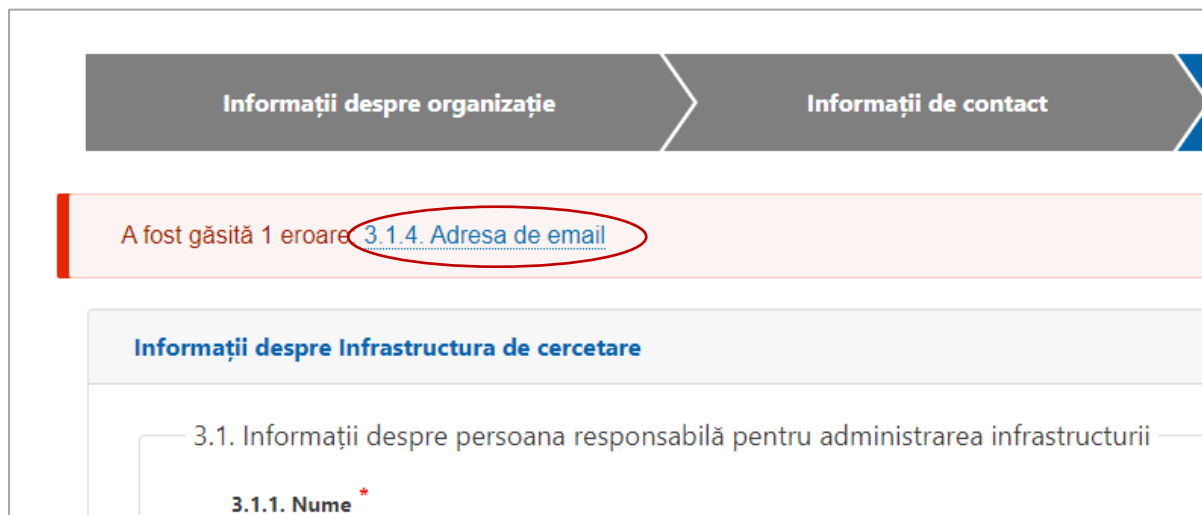 Informații despre organizație
Informații de contact
A fost găsită 1 eroare: 3.1.4. Adresa de email
Informații despre Infrastructura de cercetare
3.1. Informații despre persoana responsabilă pentru administrarea infrastructurii
3.1.1. Nume *